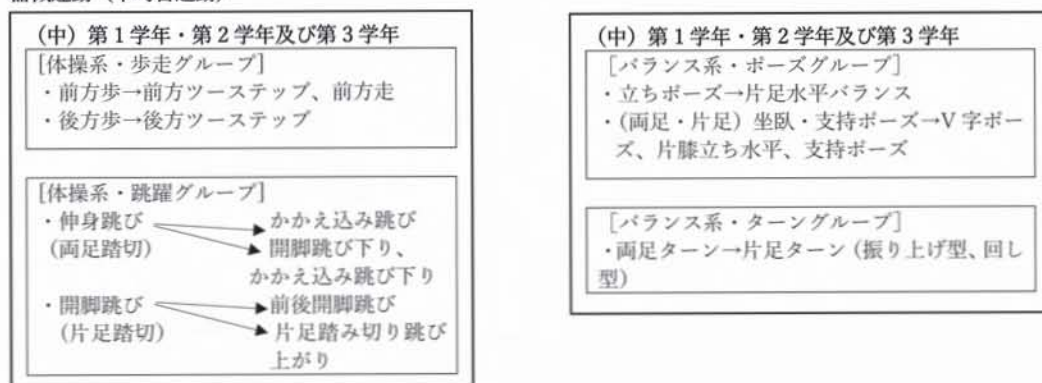 (中) 第1学年・第2学年及び第3学年
[体操系・歩走グループ]
・前方歩→前方ツーステップ、前方走
・後方歩→後方ツーステップ
[体操系・跳躍グループ]
・伸身跳び
(両足踏切)
かかえ込み跳び
開脚跳び下り、
かかえ込み跳び下り
・開脚跳び
(片足踏切)
前後開脚跳び
片足踏み切り跳び
上がり
(中) 第1学年・第2学年及び第3学年
[バランス系・ポーズグループ]
・立ちポーズ→片足水平バランス
・(両足・片足) 坐臥・支持ポーズ→V字ポー
ズ、片膝立ち水平、支持ポーズ
[バランス系・ターングループ]
・両足ターン→片足ターン (振り上げ型、回し
型)